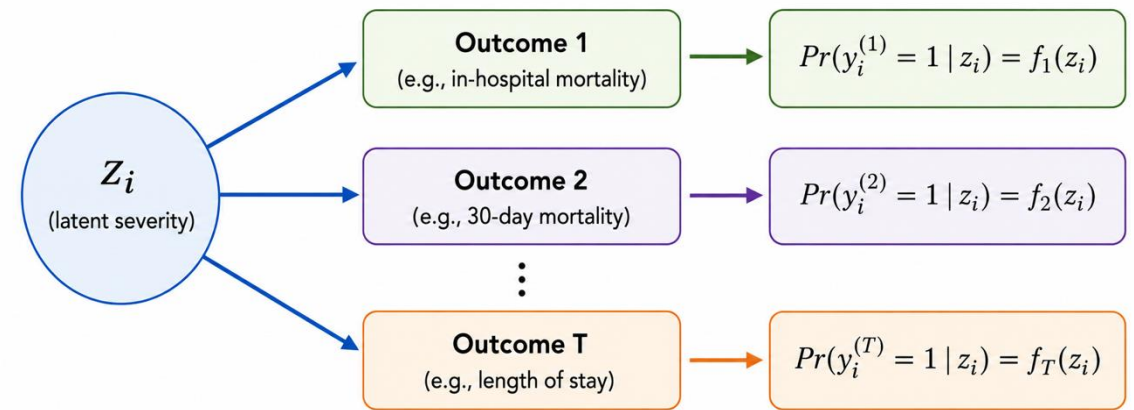 Outcome 1
(e.g., in-hospital mortality)
Pr(y_i^{(1)} = 1 | z_i) = f_1(z_i)
z_i
(latent severity)
Outcome 2
(e.g., 30-day mortality)
Pr(y_i^{(2)} = 1 | z_i) = f_2(z_i)
⋮
Outcome T
(e.g., length of stay)
Pr(y_i^{(T)} = 1 | z_i) = f_T(z_i)